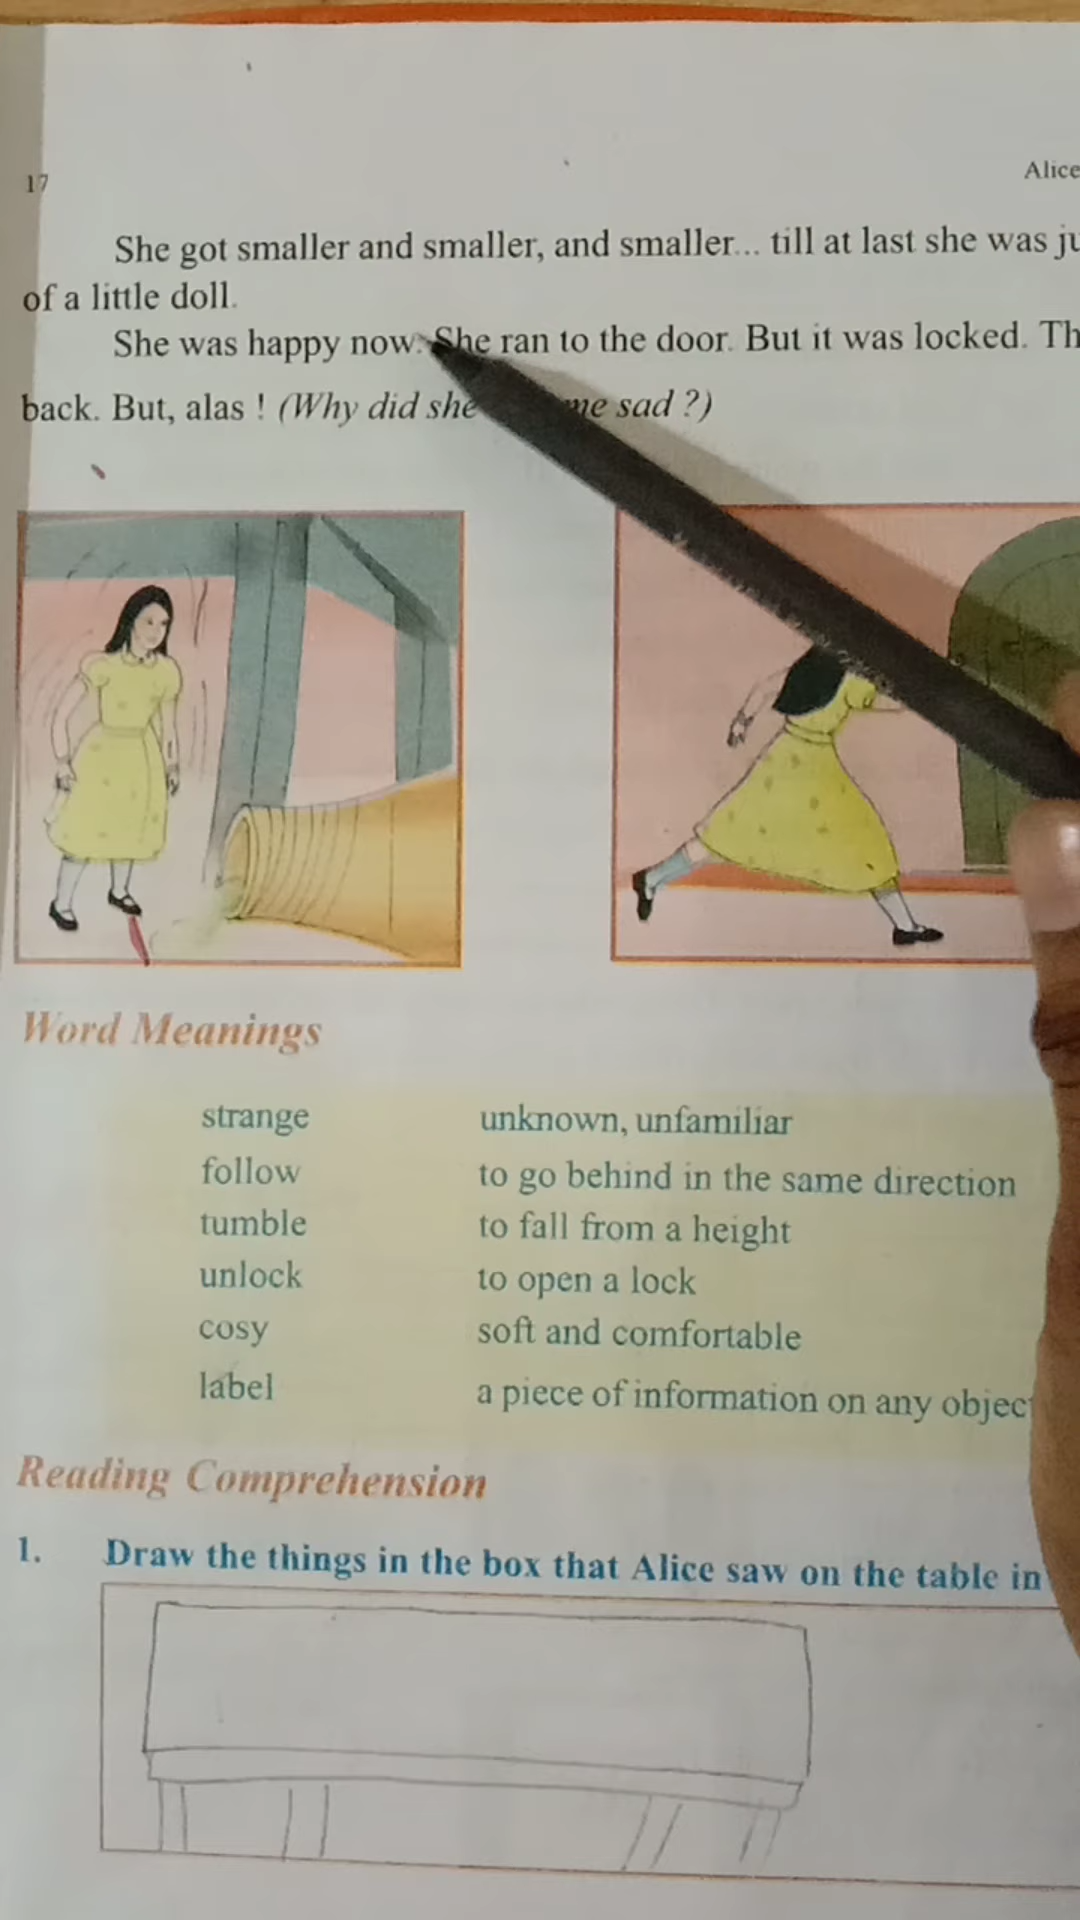 17
Alice
She got smaller and smaller, and smaller... till at last she was
of a little doll.
She was happy now. She ran to the door. But it was locked.
back. But, alas ! (Why did she sad ?)
Word Meanings
strange unknown, unfamiliar
follow to go behind in the same direction
tumble to fall from a height
unlock to open a lock
cosy soft and comfortable
label a piece of information on any
Reading Comprehension
1. Draw the things in the box that Alice saw on the table in